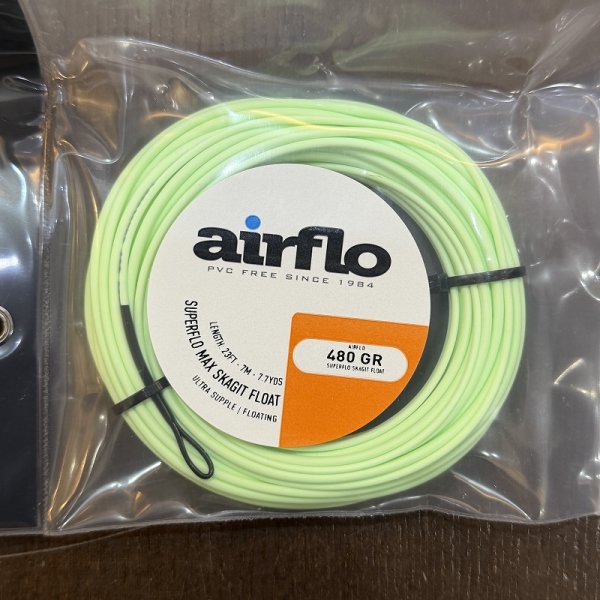 airflo
PVC FREE SINCE 1984
LENGTH 23FT - 7M - 7.7YDS
SUPERFLO MAX SKAGIT FLOAT
ULTRA SUPPLE / FLOATING
AIRFLO
480 GR
SUPERFLO SKAGIT FLOAT